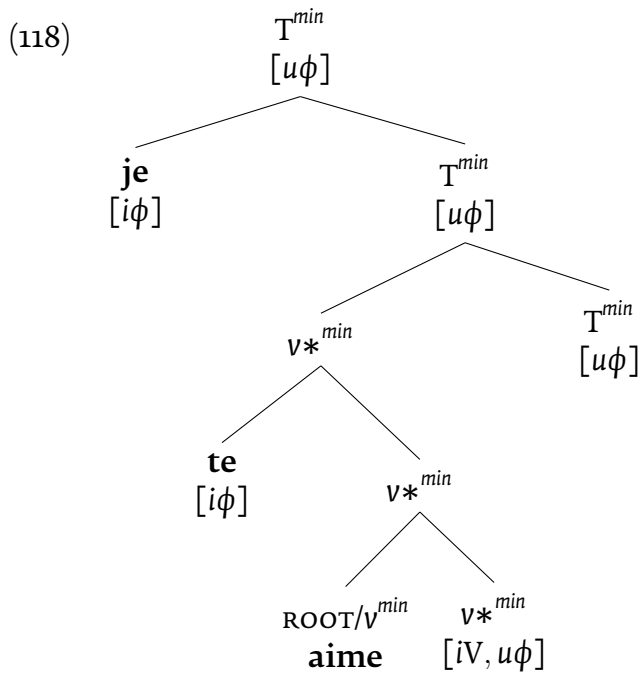 (118)
T^min
[uϕ]
je
[iϕ]
T^min
[uϕ]
v*^min
T^min
[uϕ]
te
[iϕ]
v*^min
ROOT/v^min
aime
v*^min
[iV, uϕ]